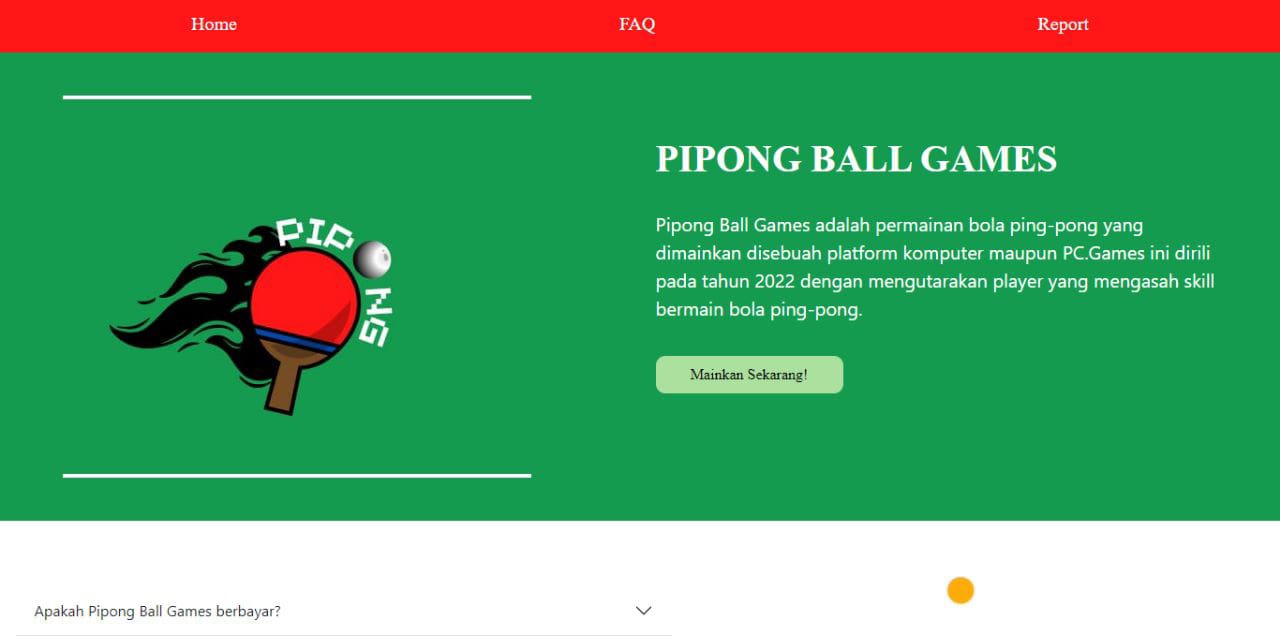 Home
FAQ
Report
PIPONG
PIPONG BALL GAMES
Pipong Ball Games adalah permainan bola ping-pong yang
dimainkan disebuah platform komputer maupun PC.Games ini dirili
pada tahun 2022 dengan mengutarakan player yang mengasah skill
bermain bola ping-pong.
Mainkan Sekarang!
Apakah Pipong Ball Games berbayar?